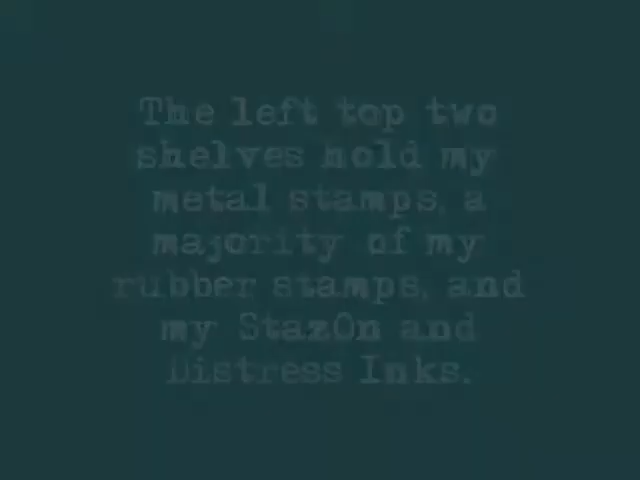 The left top two
shelves hold my
metal stamps, a
majority of my
rubber stamps, and
my StazOn and
Distress Inks.